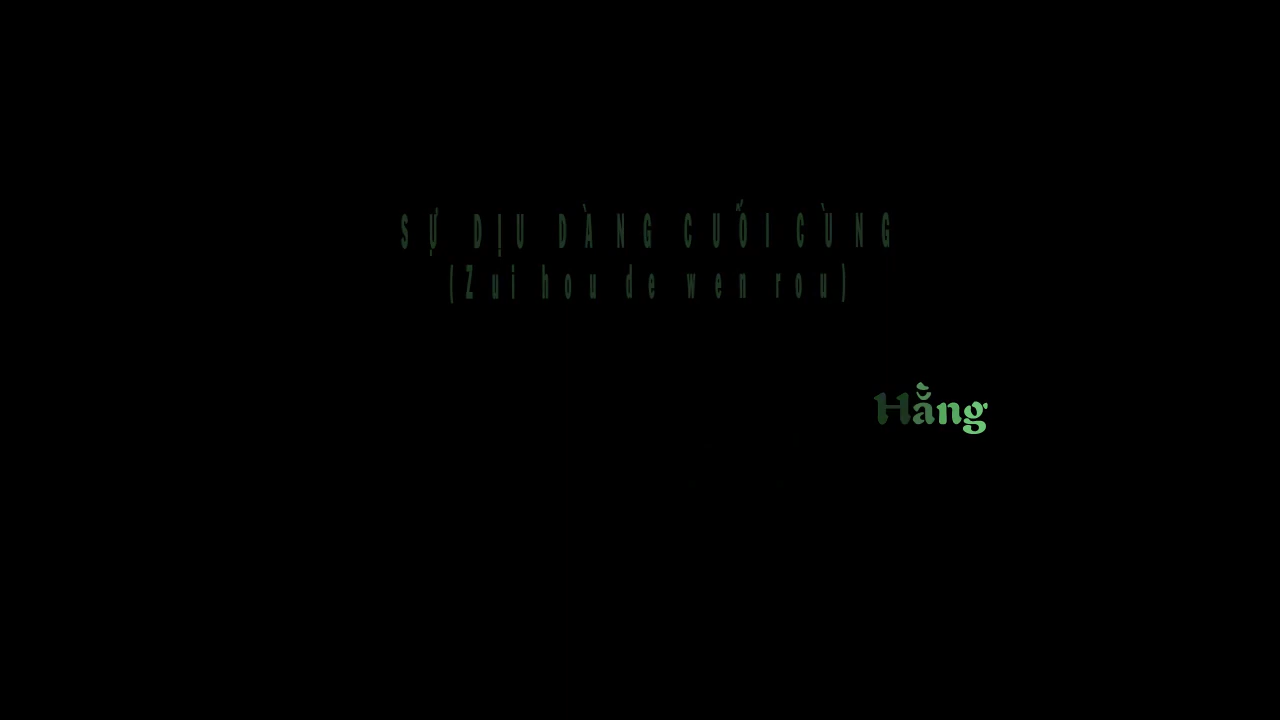 SỰ DỊU DÀNG CUỐI CÙNG
(Zui hou de wen rou)
Hằng